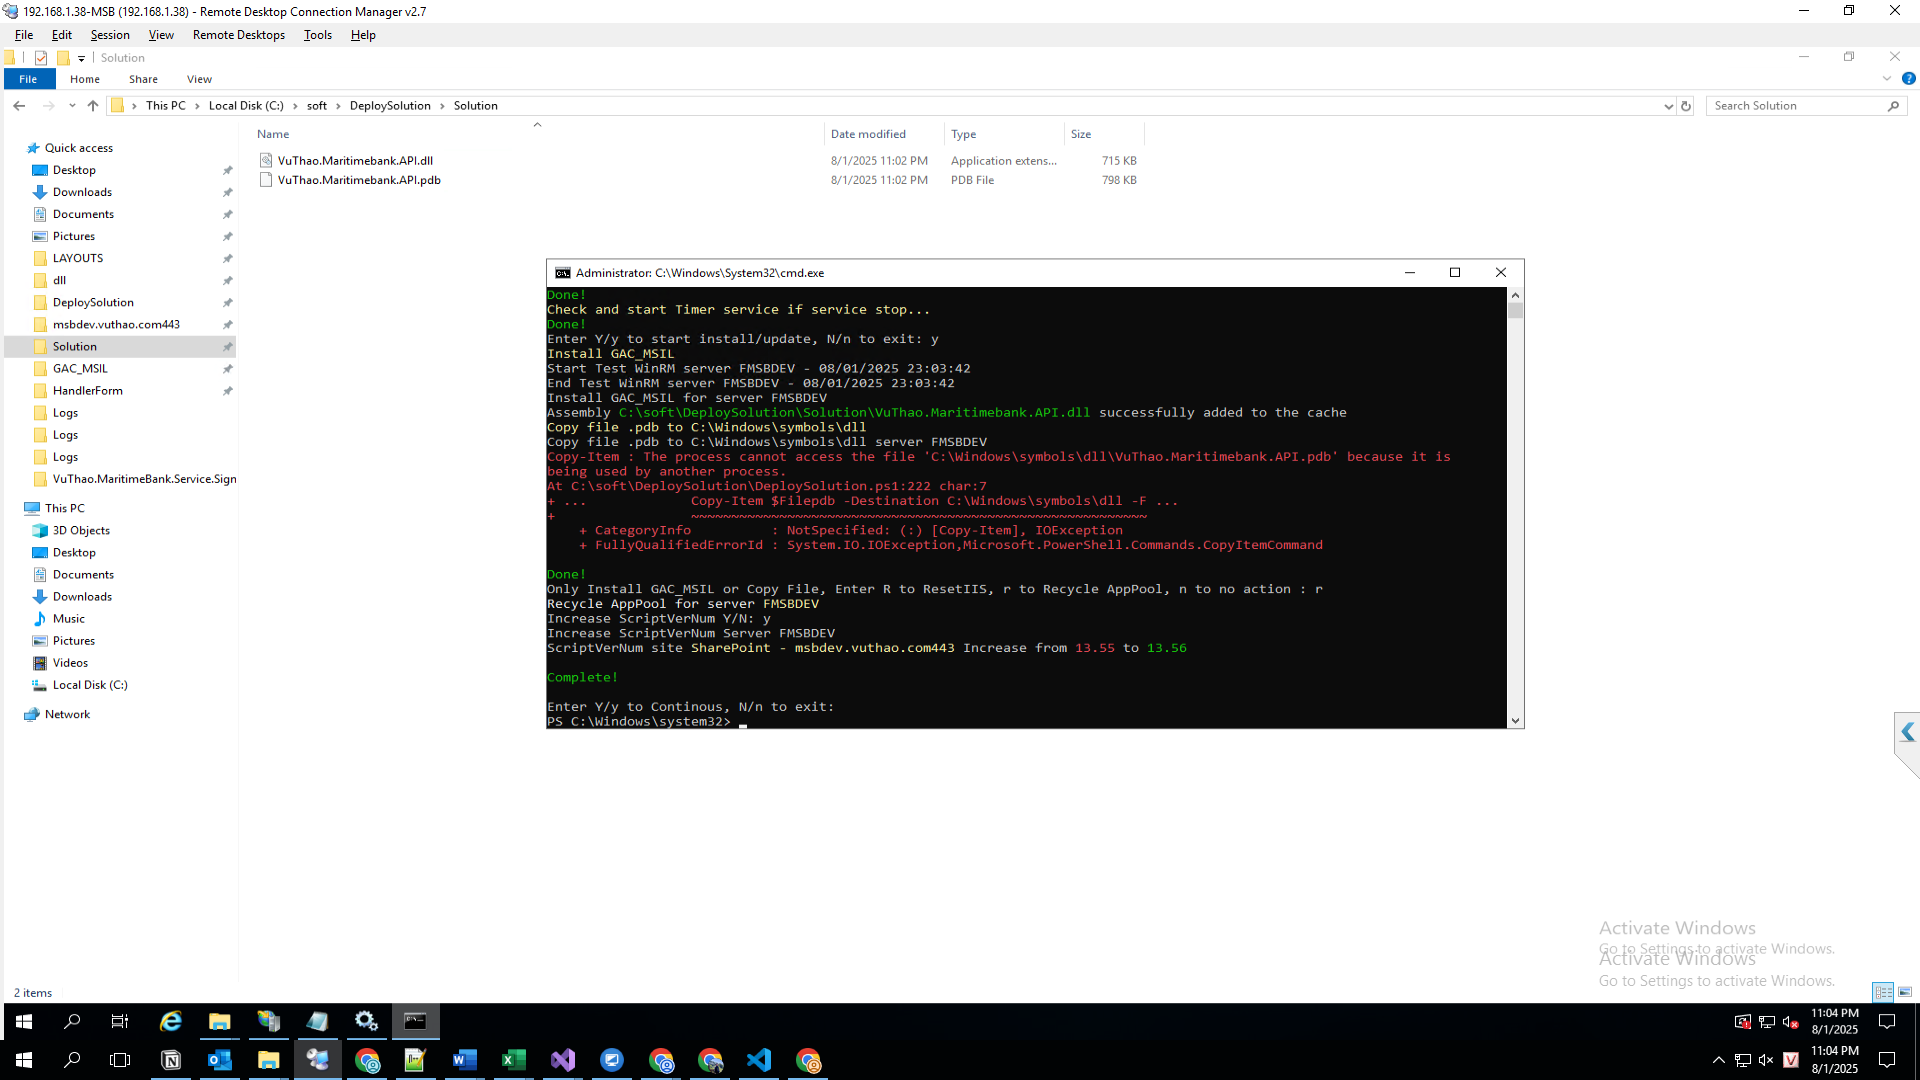 192.168.1.38-MSB (192.168.1.38) - Remote Desktop Connection Manager v2.7
File Edit Session View Remote Desktops Tools Help
Solution
File Home Share View
This PC Local Disk (C:) soft DeploySolution Solution
Search Solution
Name Date modified Type Size
VuThao.Maritimebank.API.dll 8/1/2025 11:02 PM Application extens... 715 KB
VuThao.Maritimebank.API.pdb 8/1/2025 11:02 PM PDB File 798 KB
Quick access
Desktop
Downloads
Documents
Pictures
LAYOUTS
dll
DeploySolution
msbdev.vuthao.com443
Solution
GAC_MSIL
HandlerForm
Logs
Logs
Logs
VuThao.MaritimeBank.Service.Sign
This PC
3D Objects
Desktop
Documents
Downloads
Music
Pictures
Videos
Local Disk (C:)
Network
Administrator: C:\Windows\System32\cmd.exe
Done!
Check and start Timer service if service stop...
Done!
Enter Y/y to start install/update, N/n to exit: y
Install GAC_MSIL
Start Test WinRM server FMSBDEV - 08/01/2025 23:03:42
End Test WinRM server FMSBDEV - 08/01/2025 23:03:42
Install GAC_MSIL for server FMSBDEV
Assembly C:\soft\DeploySolution\Solution\VuThao.Maritimebank.API.dll successfully added to the cache
Copy file .pdb to C:\Windows\symbols\dll
Copy file .pdb to C:\Windows\symbols\dll server FMSBDEV
Copy-Item : The process cannot access the file 'C:\Windows\symbols\dll\VuThao.Maritimebank.API.pdb' because it is
being used by another process.
At C:\soft\DeploySolution\DeploySolution.ps1:222 char:7
+ ...             Copy-Item $Filepdb -Destination C:\Windows\symbols\dll -F ...
+                 ~~~~~~~~~~~~~~~~~~~~~~~~~~~~~~~~~~~~~~~~~~~~~~~~~~~~~~~~~
+ CategoryInfo          : NotSpecified: (:) [Copy-Item], IOException
+ FullyQualifiedErrorId : System.IO.IOException,Microsoft.PowerShell.Commands.CopyItemCommand
Done!
Only Install GAC_MSIL or Copy File, Enter R to ResetIIS, r to Recycle AppPool, n to no action : r
Recycle AppPool for server FMSBDEV
Increase ScriptVerNum Y/N: y
Increase ScriptVerNum Server FMSBDEV
ScriptVerNum site SharePoint - msbdev.vuthao.com443 Increase from 13.55 to 13.56
Complete!
Enter Y/y to Continous, N/n to exit:
PS C:\Windows\system32>
Activate Windows
Go to Settings to activate Windows.
Activate Windows
Go to Settings to activate Windows.
2 items
11:04 PM
8/1/2025
11:04 PM
8/1/2025